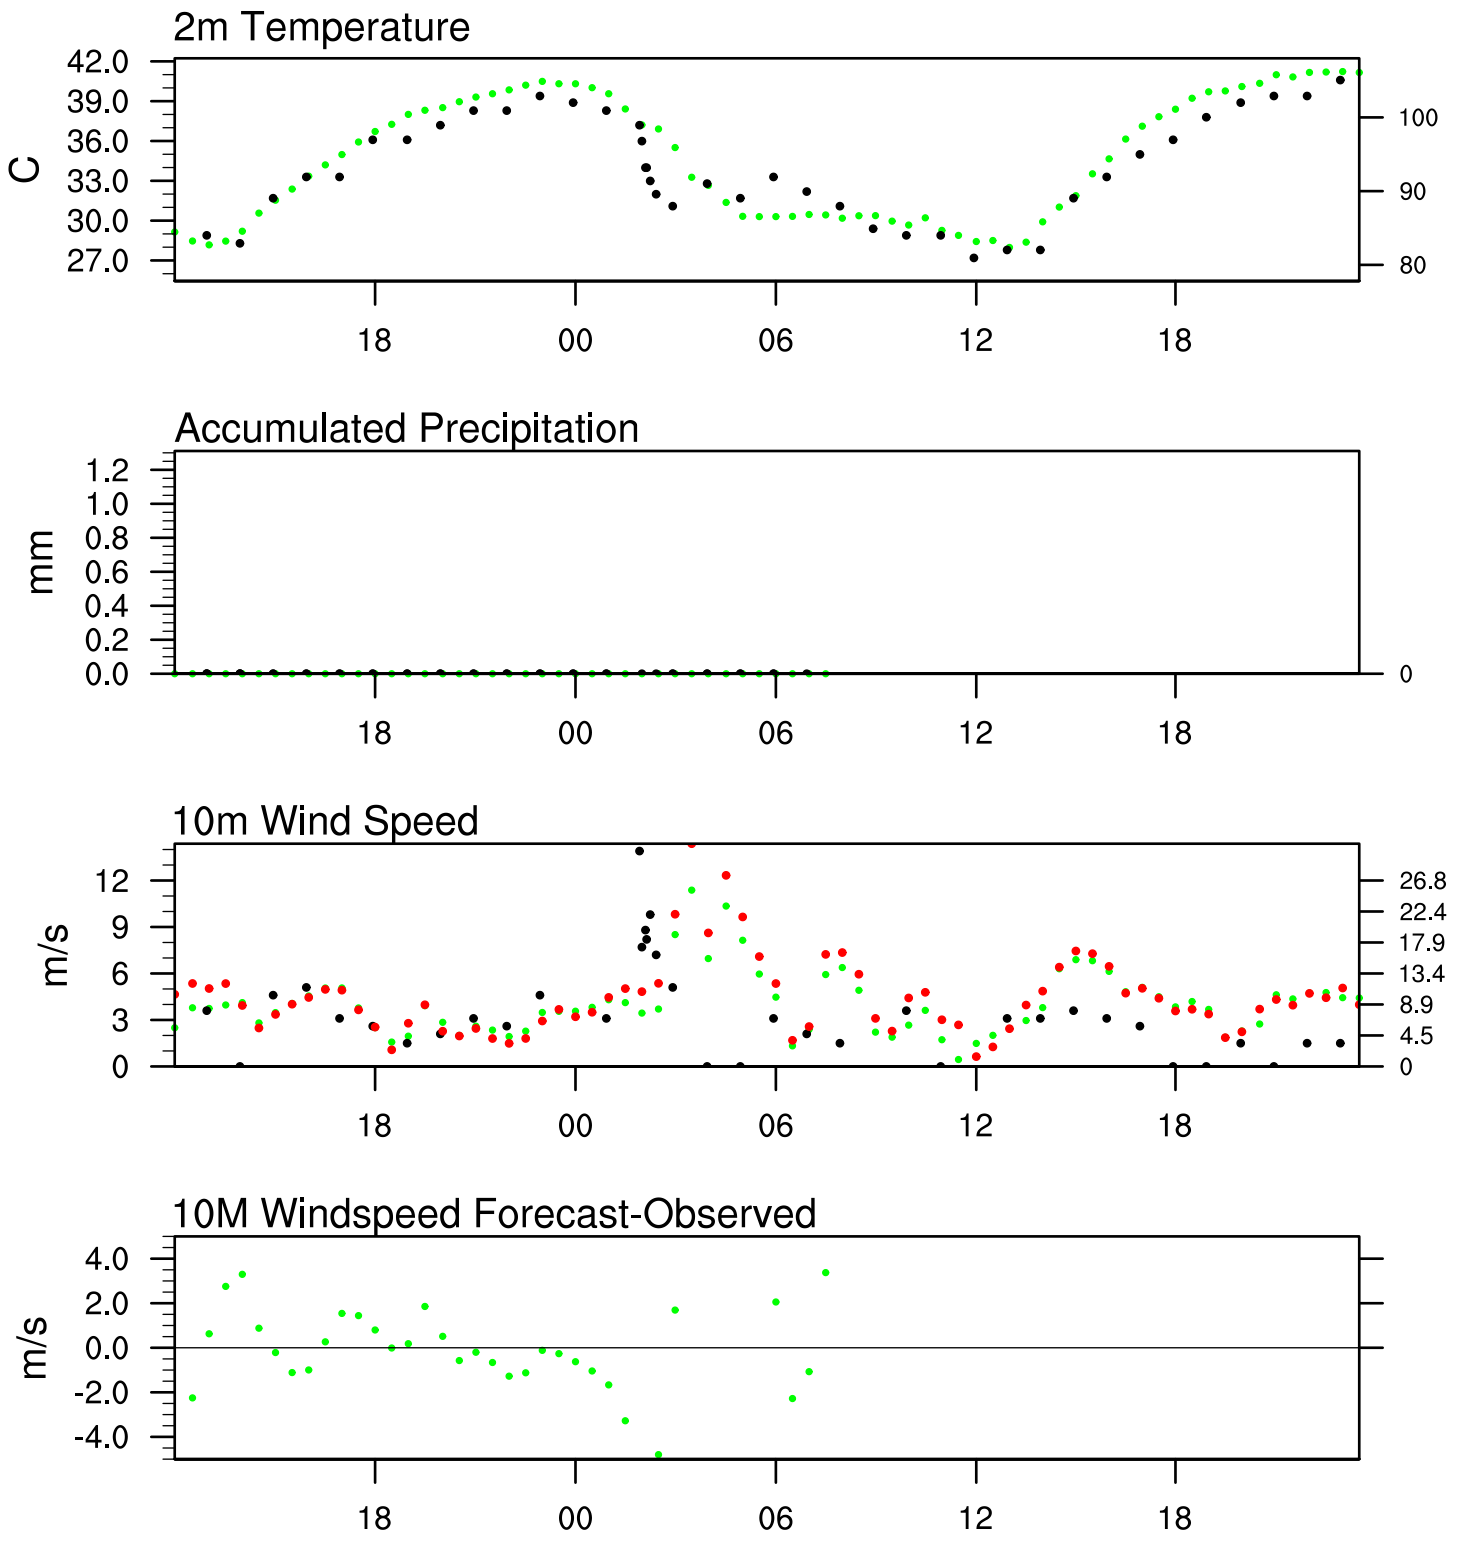 2m Temperature
42.0
39.0
36.0
33.0
30.0
27.0
C
100
90
80
18 00 06 12 18
Accumulated Precipitation
1.2
1.0
0.8
0.6
0.4
0.2
0.0
mm
0
18 00 06 12 18
10m Wind Speed
12
9
6
3
0
m/s
26.8
22.4
17.9
13.4
8.9
4.5
0
18 00 06 12 18
10M Windspeed Forecast-Observed
4.0
2.0
0.0
-2.0
-4.0
m/s
18 00 06 12 18